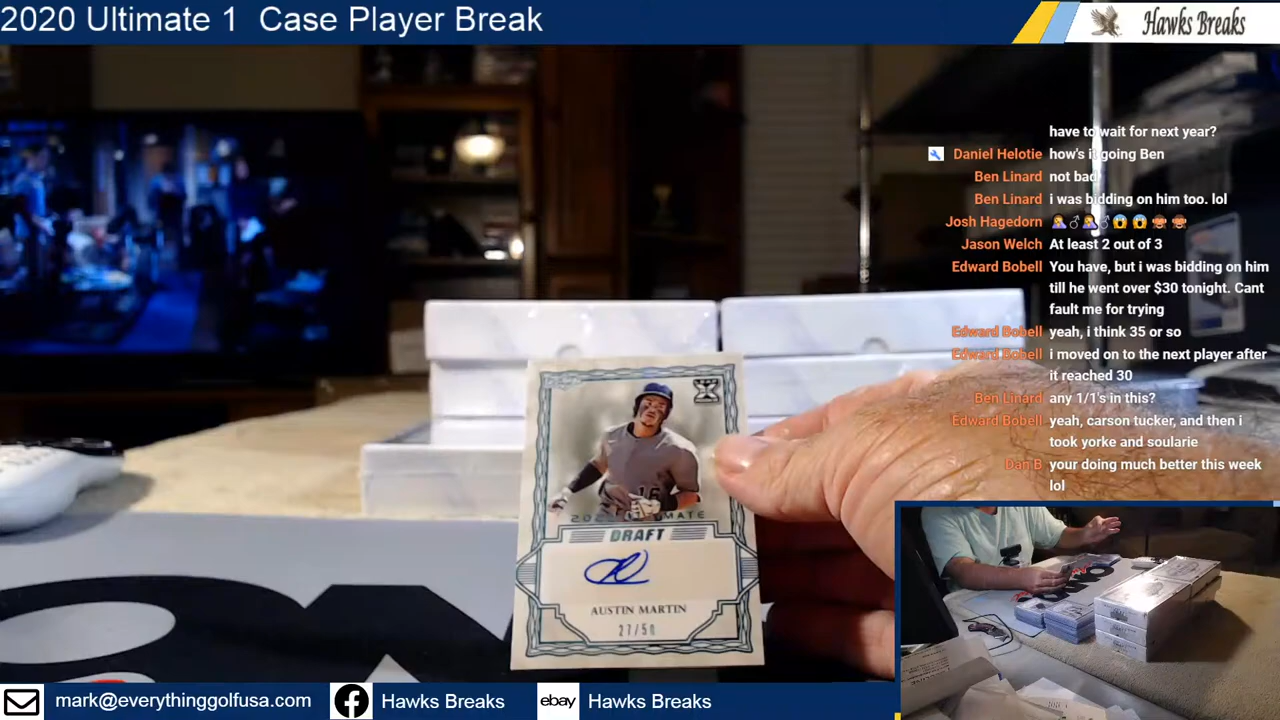 2020 Ultimate 1 Case Player Break
Hawks Breaks
have to wait for next year?
Daniel Helotie how's it going Ben
Ben Linard not bad
Ben Linard i was bidding on him too. lol
Josh Hagedorn
Jason Welch At least 2 out of 3
Edward Bobell You have, but i was bidding on him
till he went over $30 tonight. Cant
fault me for trying
Edward Bobell yeah, i think 35 or so
Edward Bobell i moved on to the next player after
it reached 30
Ben Linard any 1/1's in this?
Edward Bobell yeah, carson tucker, and then i
took yorke and soularie
Dan B your doing much better this week
lol
16
2020 ULTIMATE
DRAFT
AUSTIN MARTIN
27/50
mark@everythinggolfusa.com
Hawks Breaks
ebay
Hawks Breaks